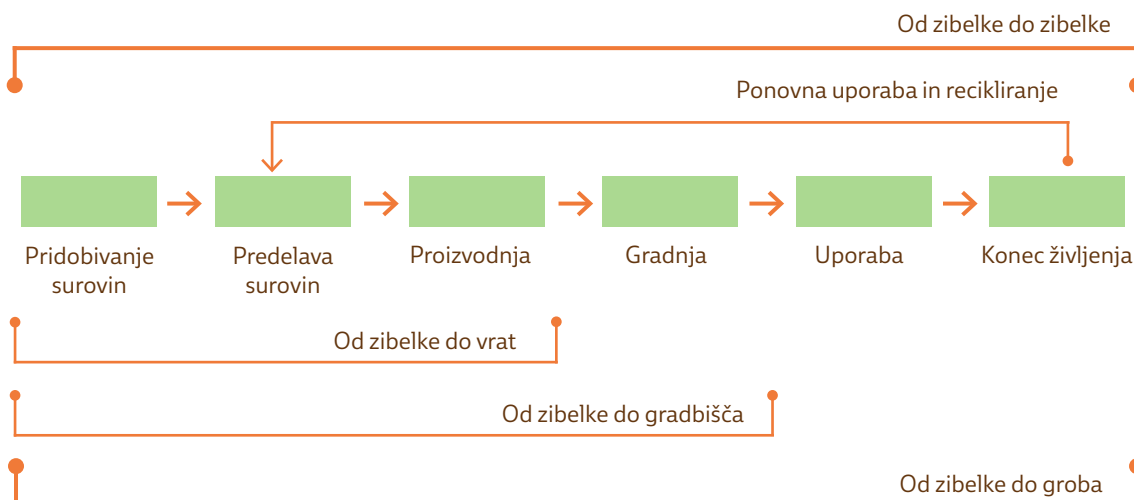 Od zibelke do zibelke
Ponovna uporaba in recikliranje
Pridobivanje
surovin
Predelava
surovin
Proizvodnja
Gradnja
Uporaba
Konec življenja
Od zibelke do vrat
Od zibelke do gradbišča
Od zibelke do groba